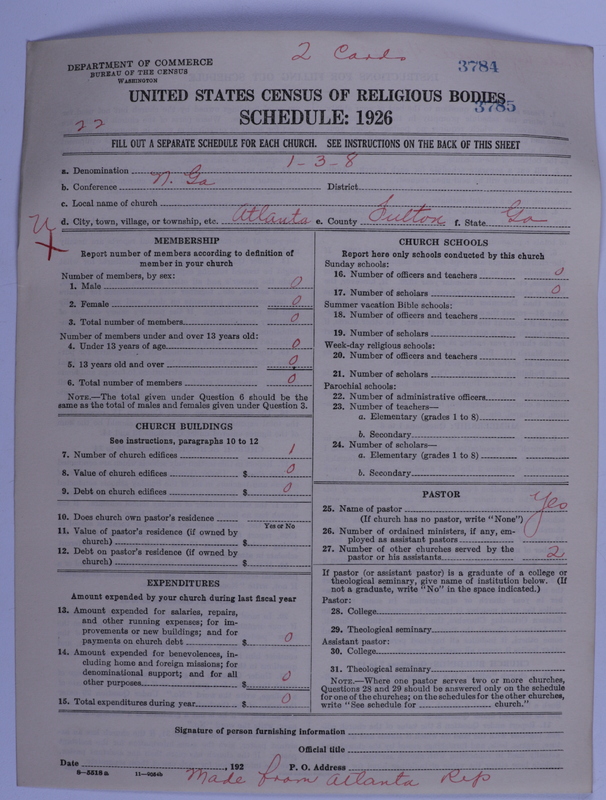 2 Cards
3784
DEPARTMENT OF COMMERCE
BUREAU OF THE CENSUS
WASHINGTON
UNITED STATES CENSUS OF RELIGIOUS BODIES
3785
22
SCHEDULE: 1926
FILL OUT A SEPARATE SCHEDULE FOR EACH CHURCH. SEE INSTRUCTIONS ON THE BACK OF THIS SHEET
a. Denomination 1-3-8
b. Conference N. Ga District
c. Local name of church
d. City, town, village, or township, etc. Atlanta e. County Fulton f. State Ga
X
MEMBERSHIP
Report number of members according to definition of
member in your church
Number of members, by sex:
1. Male 0
2. Female 0
3. Total number of members 0
Number of members under and over 13 years old:
4. Under 13 years of age 0
5. 13 years old and over 0
6. Total number of members 0
NOTE.—The total given under Question 6 should be the
same as the total of males and females given under Question 3.
CHURCH BUILDINGS
See instructions, paragraphs 10 to 12
7. Number of church edifices 1
8. Value of church edifices $ 0
9. Debt on church edifices $ 0
10. Does church own pastor's residence
Yes or No
11. Value of pastor's residence (if owned by
church) $
12. Debt on pastor's residence (if owned by
church) $
EXPENDITURES
Amount expended by your church during last fiscal year
13. Amount expended for salaries, repairs,
and other running expenses; for im-
provements or new buildings; and for
payments on church debt $ 0
14. Amount expended for benevolences, in-
cluding home and foreign missions; for
denominational support; and for all
other purposes $ 0
15. Total expenditures during year $ 0
CHURCH SCHOOLS
Report here only schools conducted by this church
Sunday schools:
16. Number of officers and teachers 0
17. Number of scholars 0
Summer vacation Bible schools:
18. Number of officers and teachers
19. Number of scholars
Week-day religious schools:
20. Number of officers and teachers
21. Number of scholars
Parochial schools:
22. Number of administrative officers
23. Number of teachers—
a. Elementary (grades 1 to 8)
b. Secondary
24. Number of scholars—
a. Elementary (grades 1 to 8)
b. Secondary
PASTOR
25. Name of pastor Yes
(If church has no pastor, write "None")
26. Number of ordained ministers, if any, em-
ployed as assistant pastors
27. Number of other churches served by the
pastor or his assistants 2
If pastor (or assistant pastor) is a graduate of a college or
theological seminary, give name of institution below. (If
not a graduate, write "No" in the space indicated.)
Pastor:
28. College
29. Theological seminary
Assistant pastor:
30. College
31. Theological seminary
NOTE.—Where one pastor serves two or more churches,
Questions 28 and 29 should be answered only on the schedule
for one of the churches; on the schedules for the other churches,
write "See schedule for church."
Signature of person furnishing information
Official title
Date , 192 P. O. Address
9-5518 a
Made from Atlanta Rep